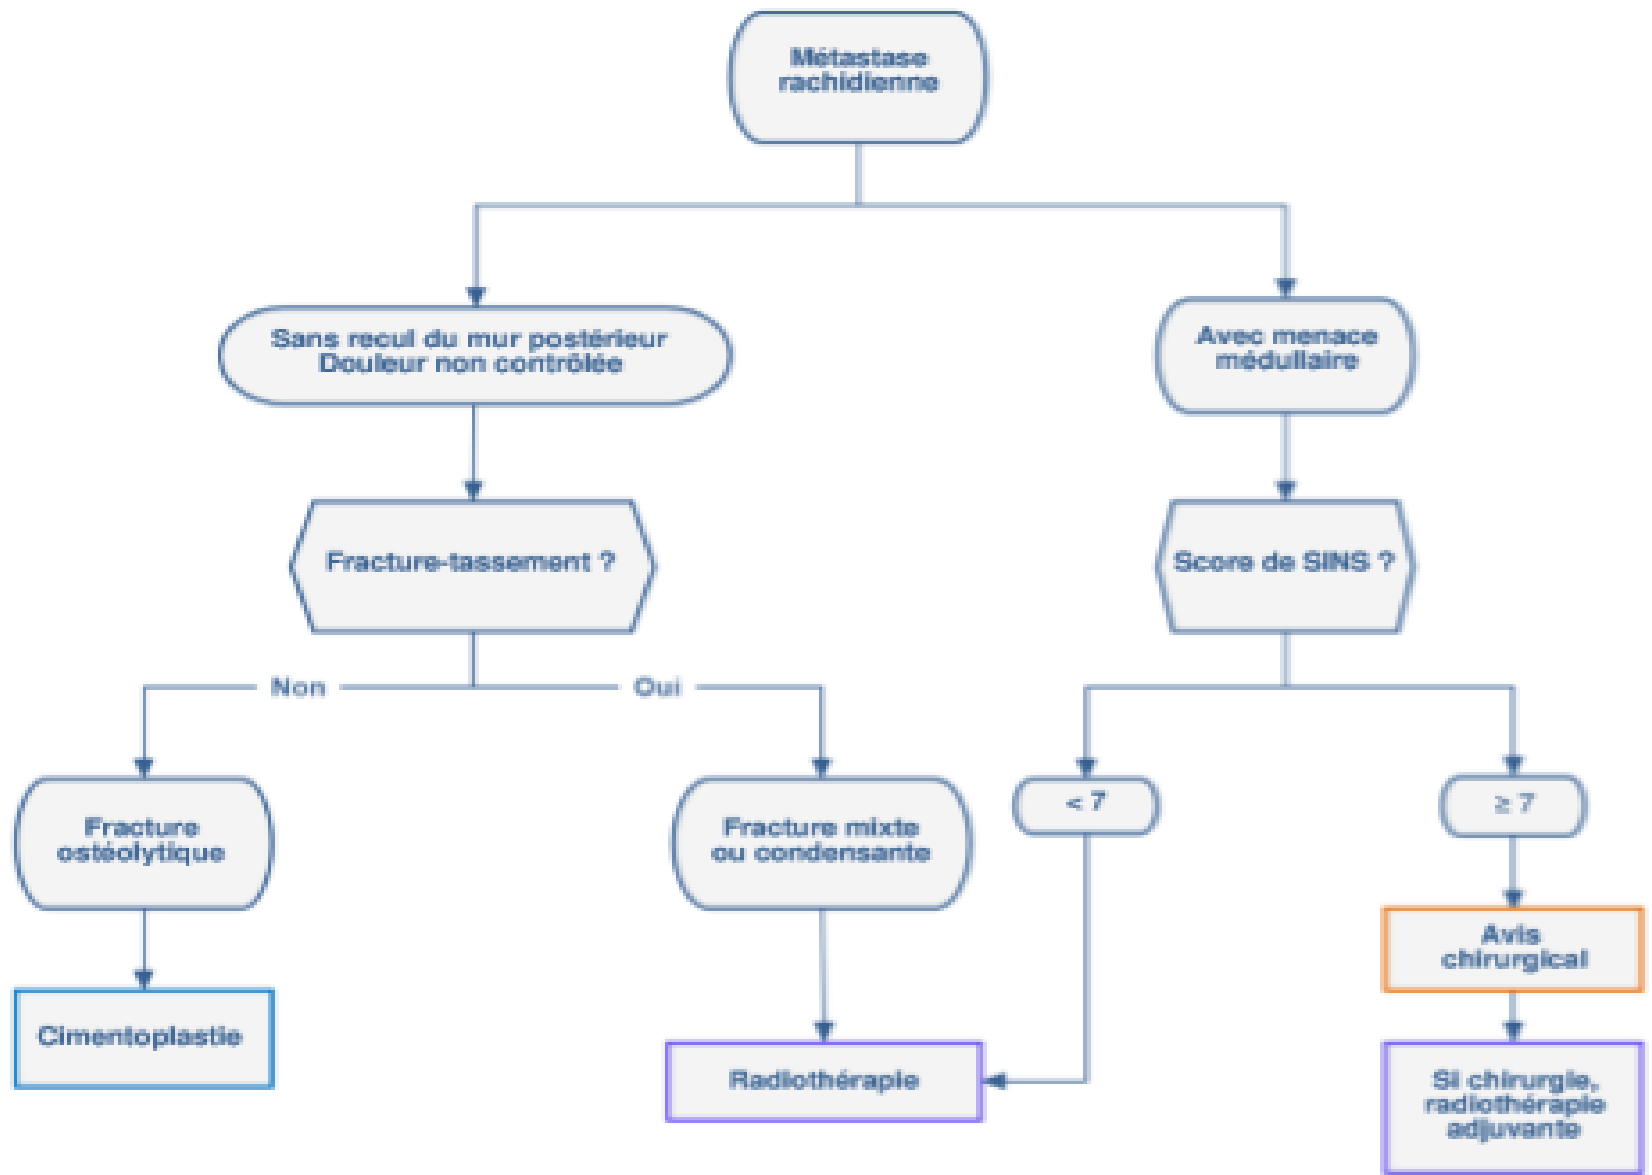 Métastase
rachidienne
Sans recul du mur postérieur
Douleur non contrôlée
Avec menace
médullaire
Fracture-tassement ?
Score de SINS ?
Non
Oui
Fracture
ostéolytique
Fracture mixte
ou condensante
< 7
≥ 7
Avis
chirurgical
Cimentoplastie
Radiothérapie
Si chirurgie,
radiothérapie
adjuvante